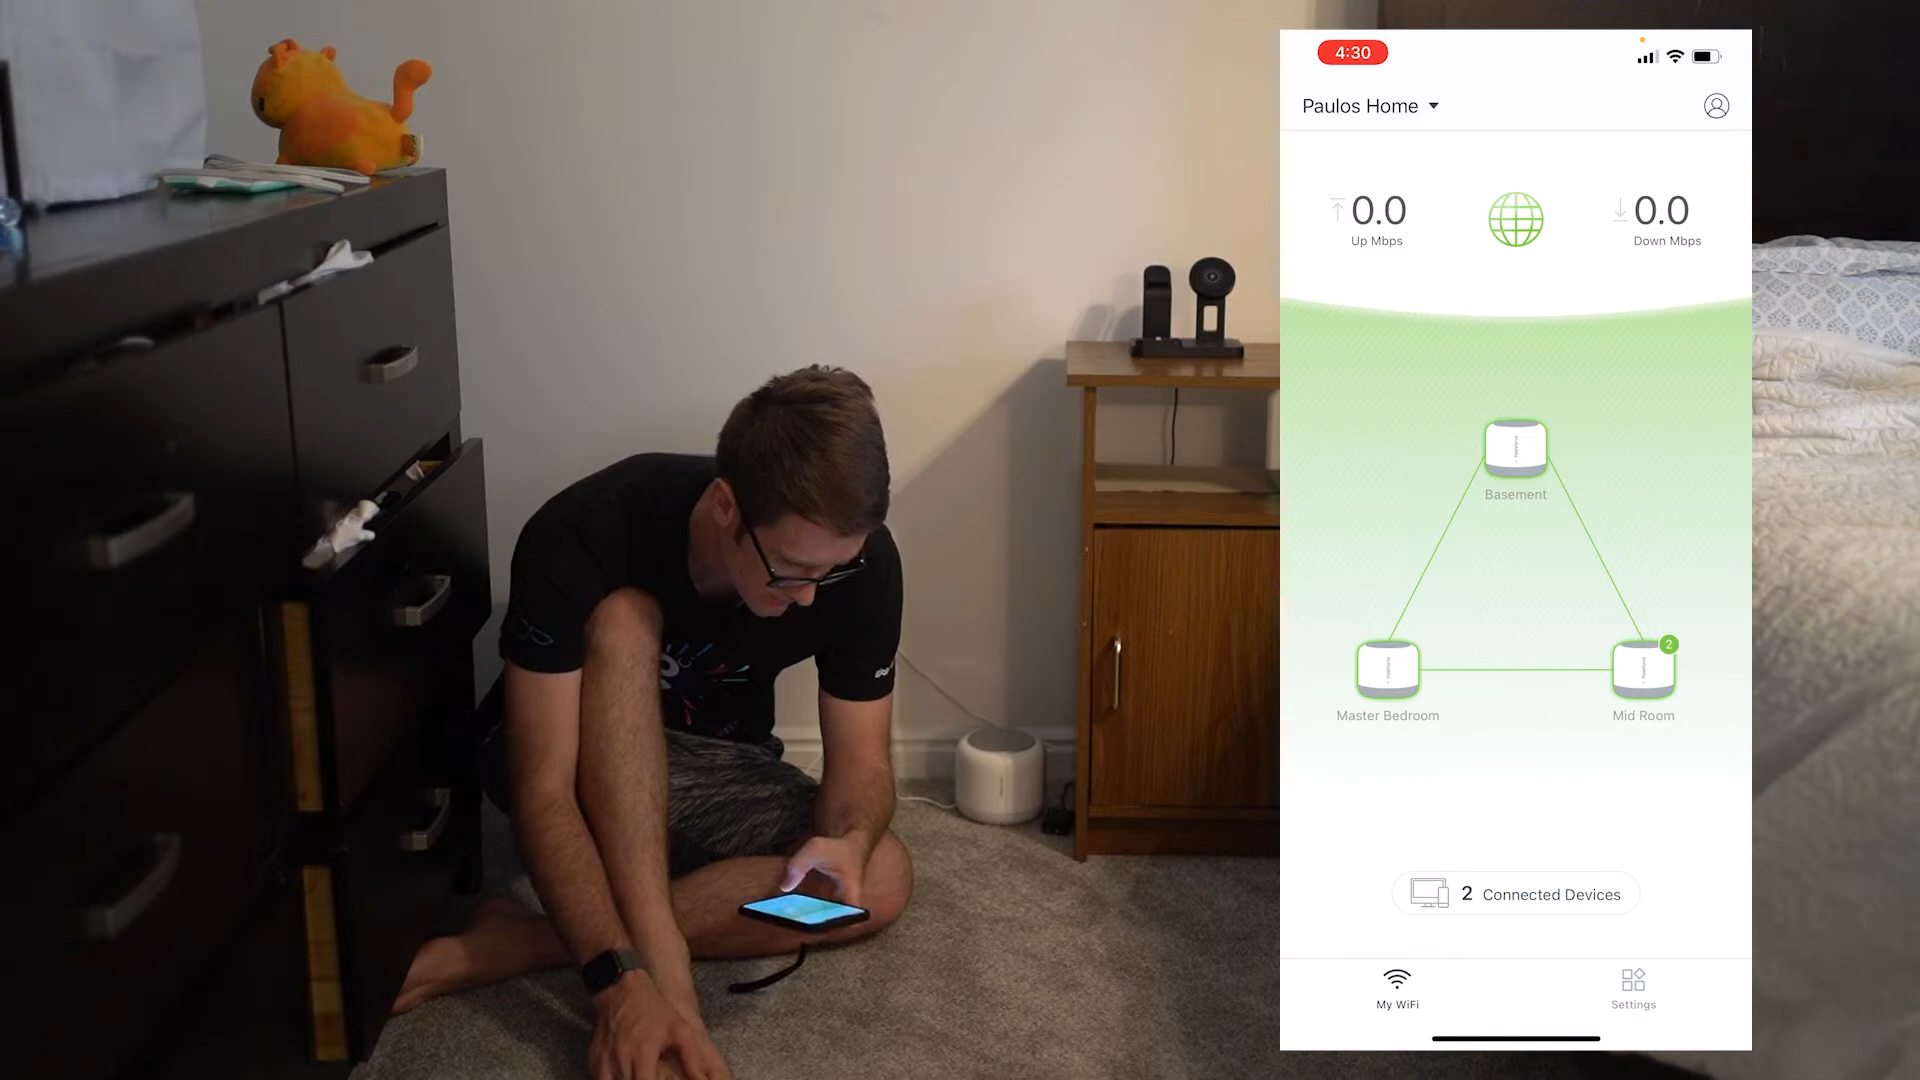 4:30
Paulos Home
0.0
Up Mbps
0.0
Down Mbps
Basement
2
Master Bedroom
Mid Room
2 Connected Devices
My WiFi
Settings